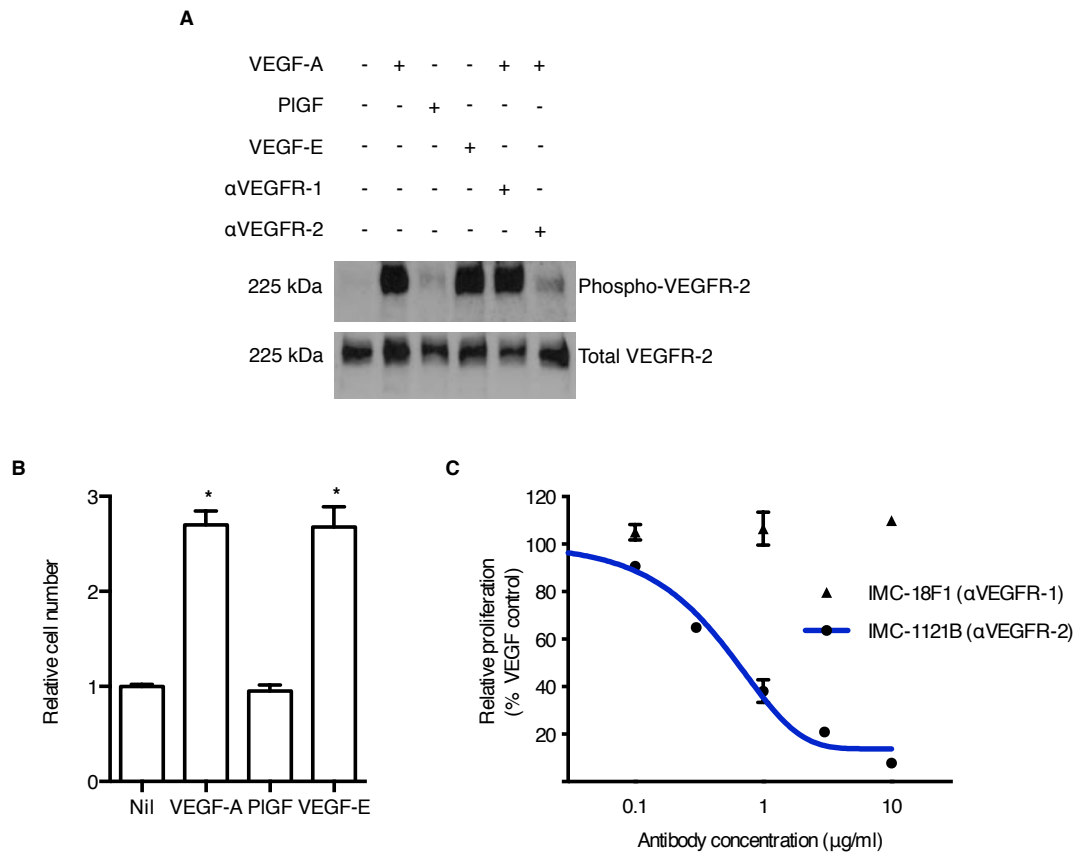 A
VEGF-A - + - - + +
PlGF - - + - - -
VEGF-E - - - + - -
αVEGFR-1 - - - - + -
αVEGFR-2 - - - - - +
225 kDa Phospho-VEGFR-2
225 kDa Total VEGFR-2
B
Relative cell number
3
2
1
0
* *
Nil VEGF-A PlGF VEGF-E
C
Relative proliferation
(% VEGF control)
120
100
80
60
40
20
IMC-18F1 (αVEGFR-1)
IMC-1121B (αVEGFR-2)
0.1 1 10
Antibody concentration (µg/ml)